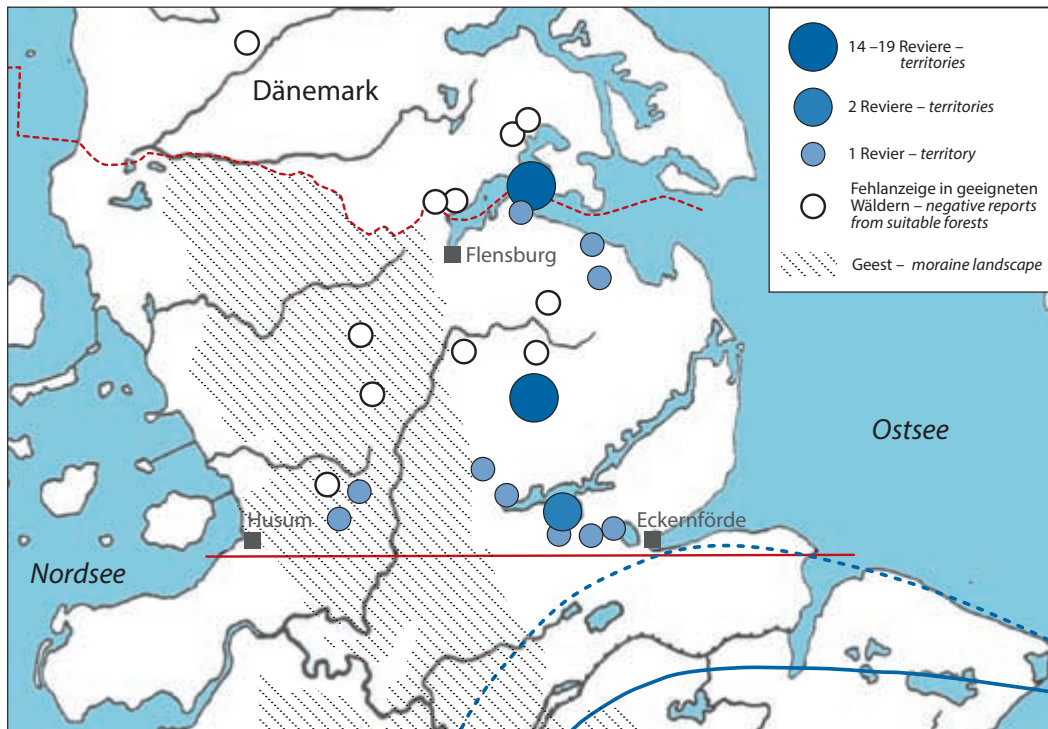 Dänemark
Flensburg
Husum
Eckernförde
Nordsee
Ostsee
14 –19 Reviere –
territories
2 Reviere – territories
1 Revier – territory
Fehlanzeige in geeigneten
Wäldern – negative reports
from suitable forests
Geest – moraine landscape